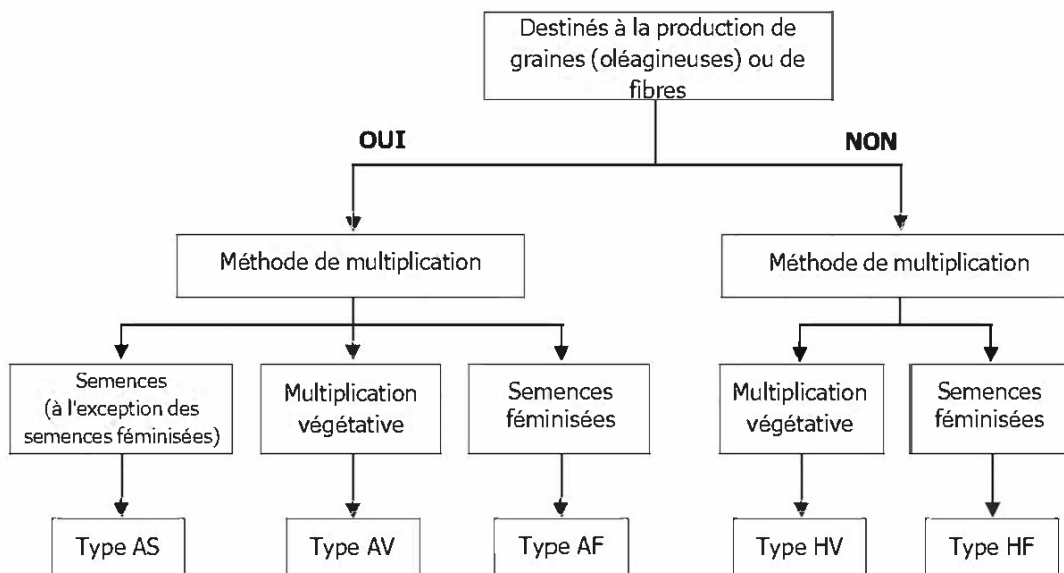 Destinés à la production de
graines (oléagineuses) ou de
fibres
OUI
NON
Méthode de multiplication
Méthode de multiplication
Semences
(à l'exception des
semences féminisées)
Multiplication
végétative
Semences
féminisées
Multiplication
végétative
Semences
féminisées
Type AS
Type AV
Type AF
Type HV
Type HF